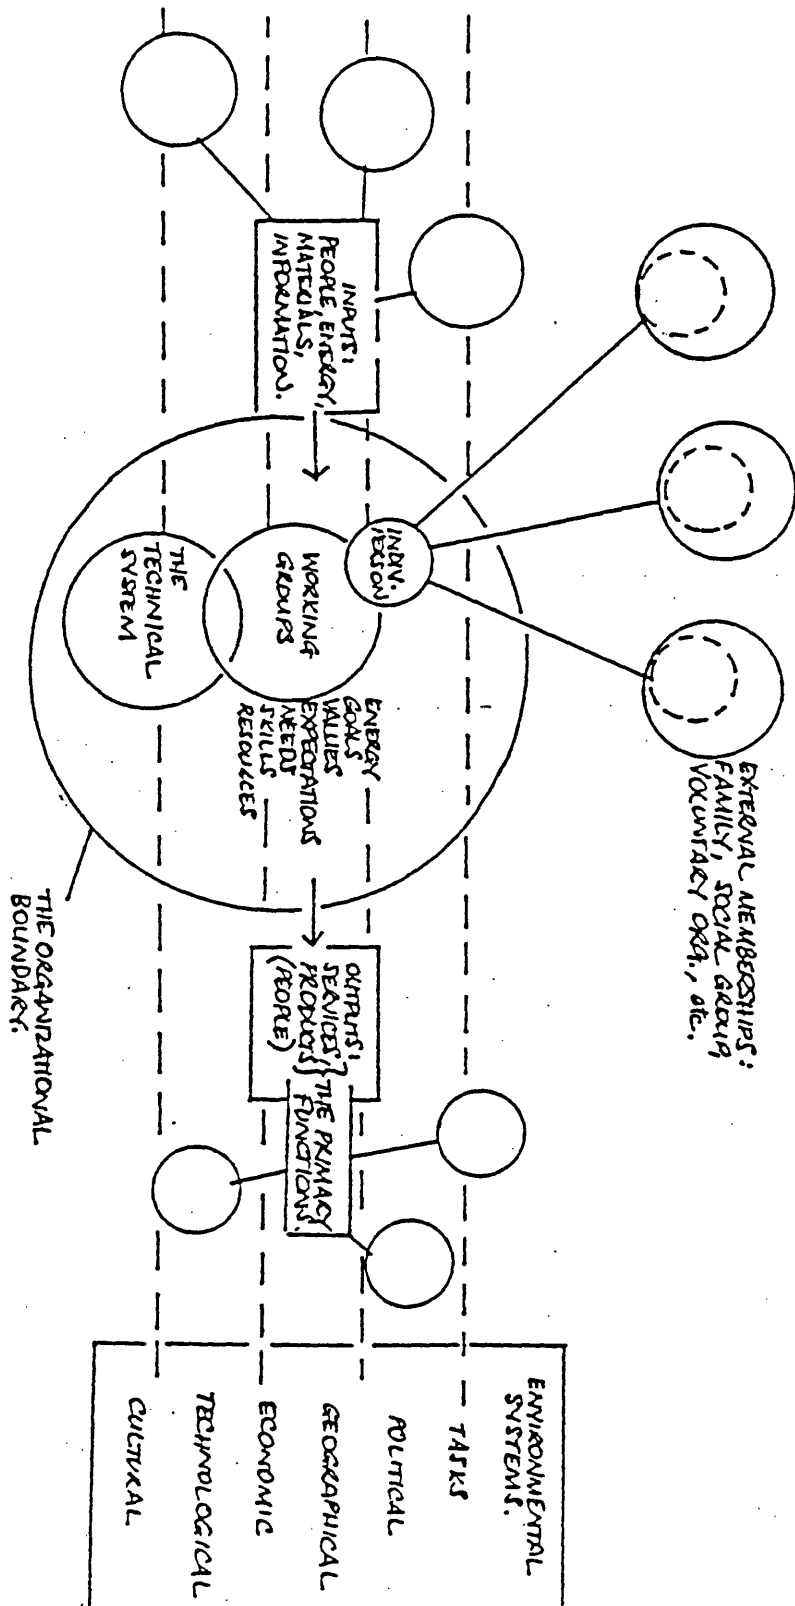 EXTERNAL MEMBERSHIPS:
FAMILY, SOCIAL GROUP,
VOLUNTARY ORG., etc.
INPUTS:
PEOPLE, ENERGY,
MATERIALS,
INFORMATION.
INDIV.
PERSON
WORKING
GROUPS
THE
TECHNICAL
SYSTEM
ENERGY
GOALS
VALUES
EXPECTATIONS
NEEDS
SKILLS
RESOURCES
OUTPUTS:
SERVICES,
PRODUCTS
(PEOPLE)
} THE PRIMARY
FUNCTIONS.
THE ORGANIZATIONAL
BOUNDARY.
ENVIRONMENTAL
SYSTEMS.
TASKS
POLITICAL
GEOGRAPHICAL
ECONOMIC
TECHNOLOGICAL
CULTURAL